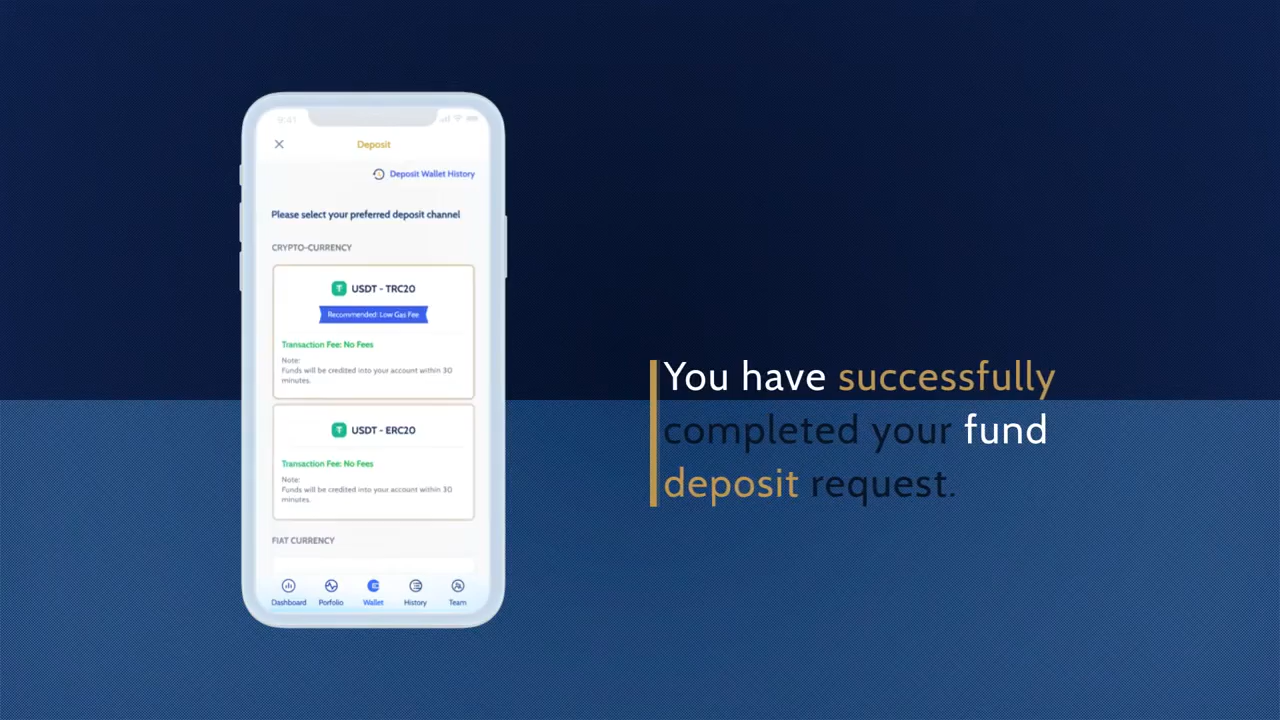 9:41
Deposit
Deposit Wallet History
Please select your preferred deposit channel
CRYPTO-CURRENCY
USDT - TRC20
Recommended: Low Gas Fee
Transaction Fee: No Fees
Note:
Funds will be credited into your account within 30
minutes.
USDT - ERC20
Transaction Fee: No Fees
Note:
Funds will be credited into your account within 30
minutes.
FIAT CURRENCY
Dashboard Porfolio Wallet History Team
You have successfully
completed your fund
deposit request.